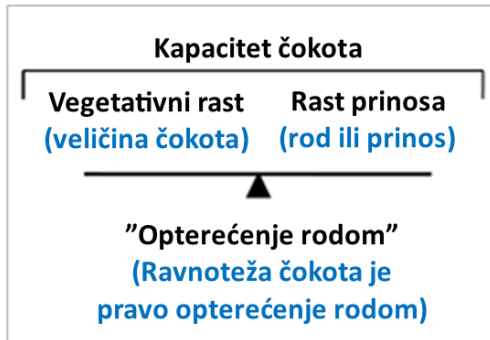 Kapacitet čokota
Vegetativni rast
(veličina čokota)
Rast prinosa
(rod ili prinos)
”Opterećenje rodom”
(Ravnoteža čokota je
pravo opterećenje rodom)